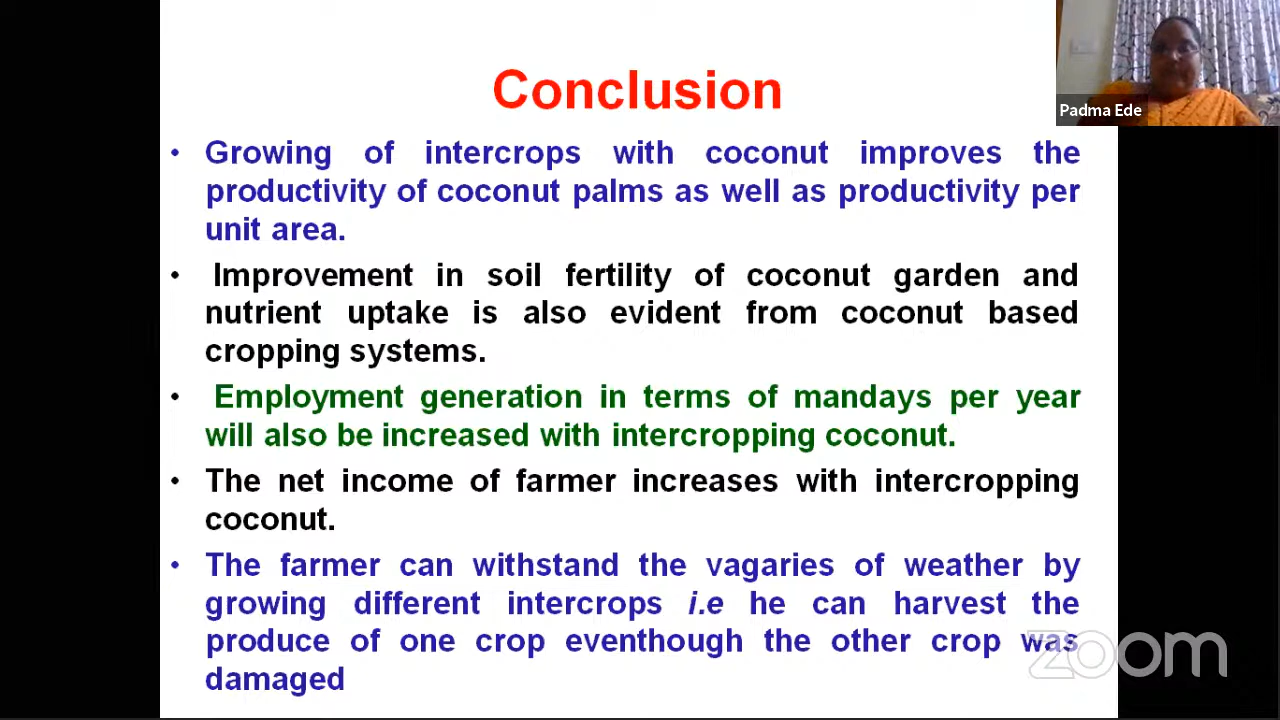 Conclusion
Padma Ede
• Growing of intercrops with coconut improves the
productivity of coconut palms as well as productivity per
unit area.
• Improvement in soil fertility of coconut garden and
nutrient uptake is also evident from coconut based
cropping systems.
• Employment generation in terms of mandays per year
will also be increased with intercropping coconut.
• The net income of farmer increases with intercropping
coconut.
• The farmer can withstand the vagaries of weather by
growing different intercrops i.e he can harvest the
produce of one crop eventhough the other crop was
damaged
zoom